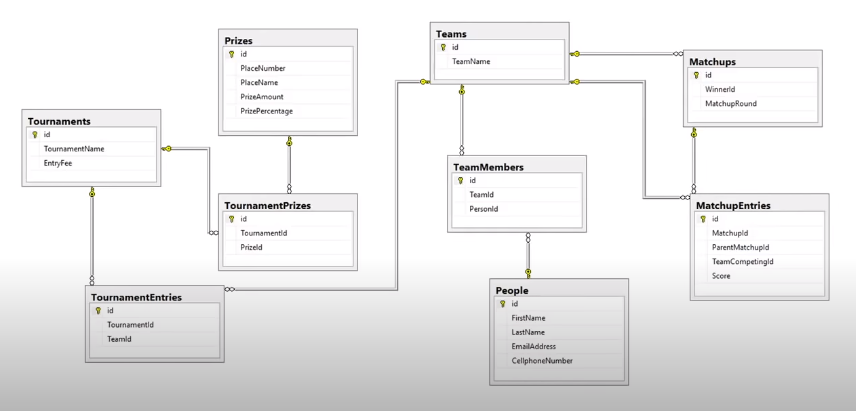 Tournaments
id
TournamentName
EntryFee
Prizes
id
PlaceNumber
PlaceName
PrizeAmount
PrizePercentage
TournamentPrizes
id
TournamentId
PrizeId
TournamentEntries
id
TournamentId
TeamId
Teams
id
TeamName
TeamMembers
id
TeamId
PersonId
People
id
FirstName
LastName
EmailAddress
CellphoneNumber
Matchups
id
WinnerId
MatchupRound
MatchupEntries
id
MatchupId
ParentMatchupId
TeamCompetingId
Score